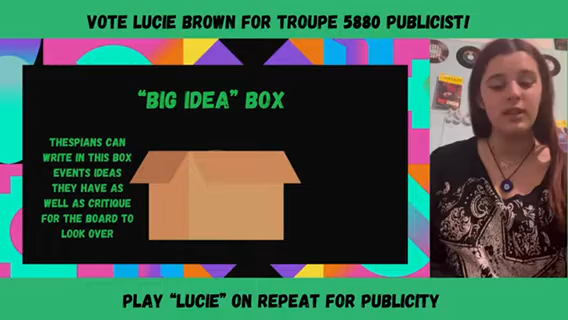 VOTE LUCIE BROWN FOR TROUPE 5880 PUBLICIST!
“BIG IDEA” BOX
THESPIANS CAN
WRITE IN THIS BOX
EVENTS IDEAS
THEY HAVE AS
WELL AS CRITIQUE
FOR THE BOARD TO
LOOK OVER
PLAY “LUCIE” ON REPEAT FOR PUBLICITY